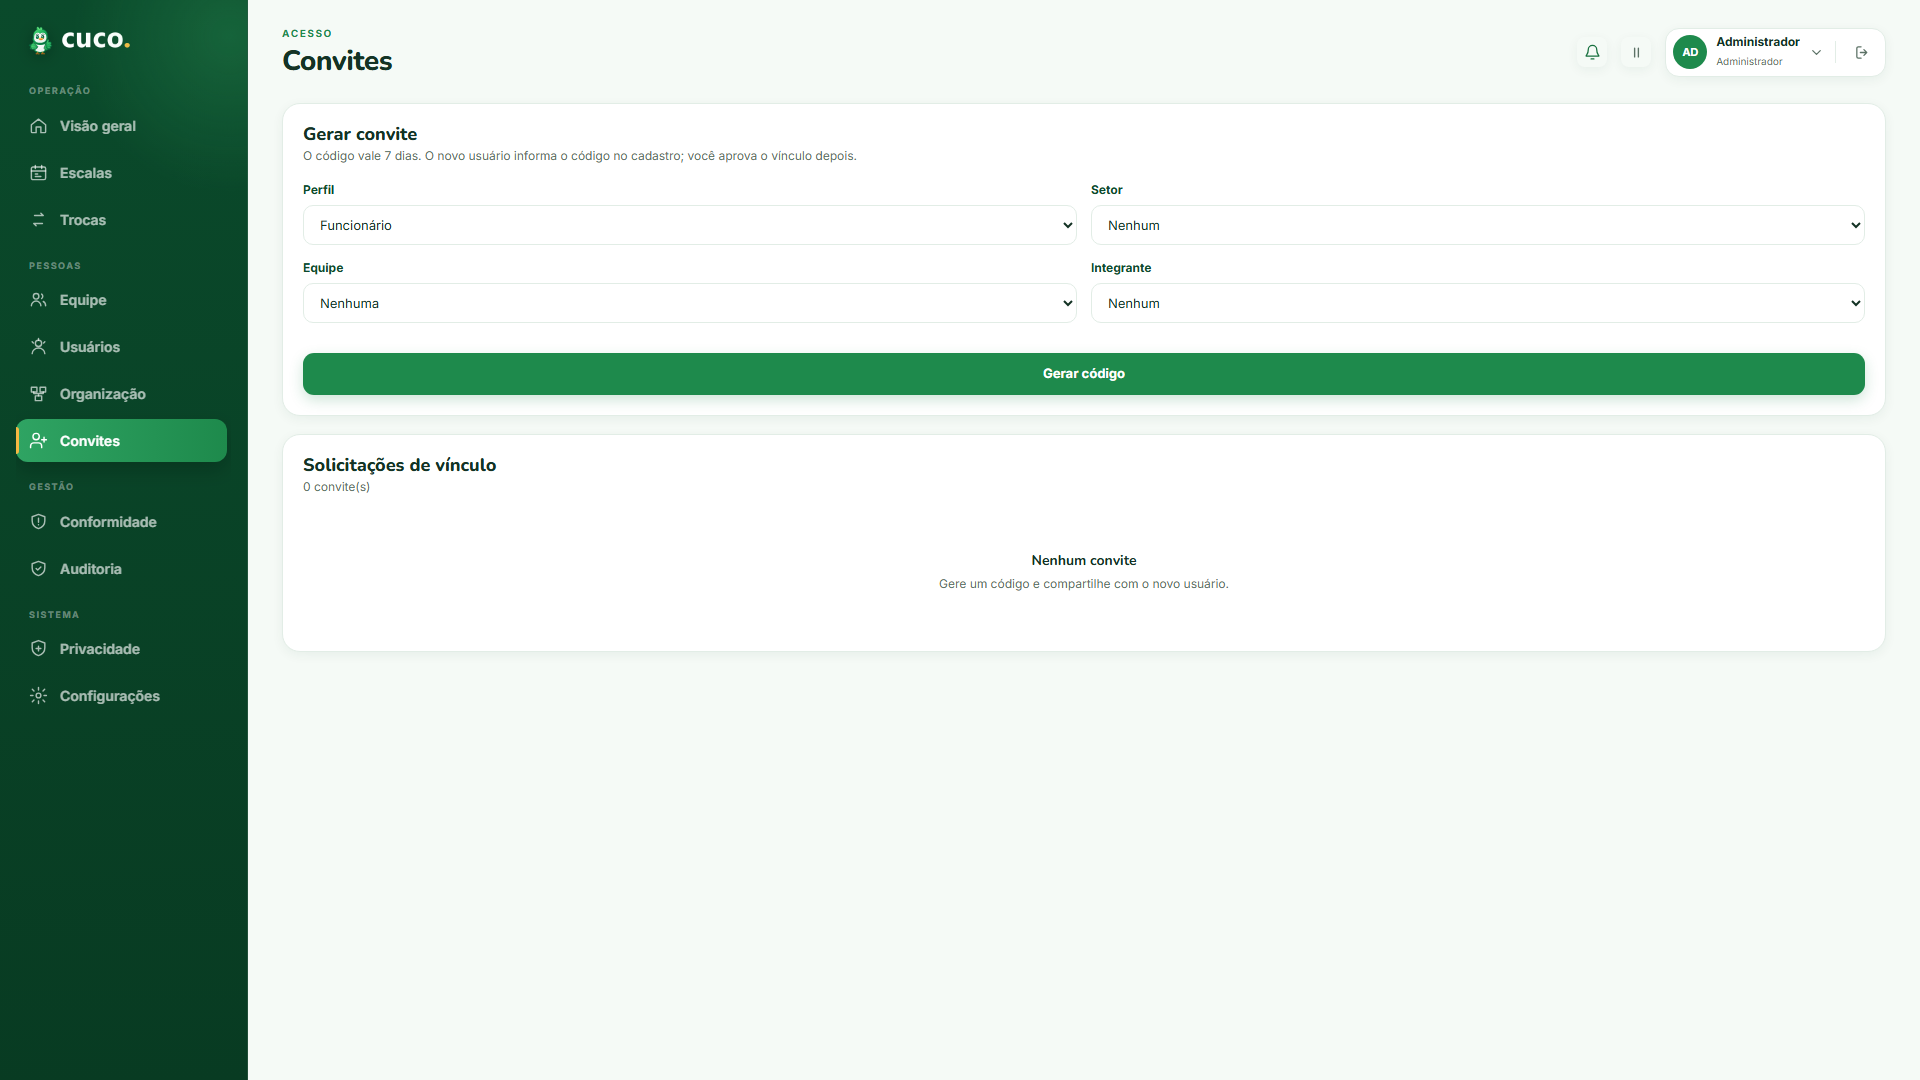 cuco.
OPERAÇÃO
Visão geral
Escalas
Trocas
PESSOAS
Equipe
Usuários
Organização
Convites
GESTÃO
Conformidade
Auditoria
SISTEMA
Privacidade
Configurações
ACESSO
Convites
AD
Administrador
Administrador
Gerar convite
O código vale 7 dias. O novo usuário informa o código no cadastro; você aprova o vínculo depois.
Perfil
Funcionário
Setor
Nenhum
Equipe
Nenhuma
Integrante
Nenhum
Gerar código
Solicitações de vínculo
0 convite(s)
Nenhum convite
Gere um código e compartilhe com o novo usuário.